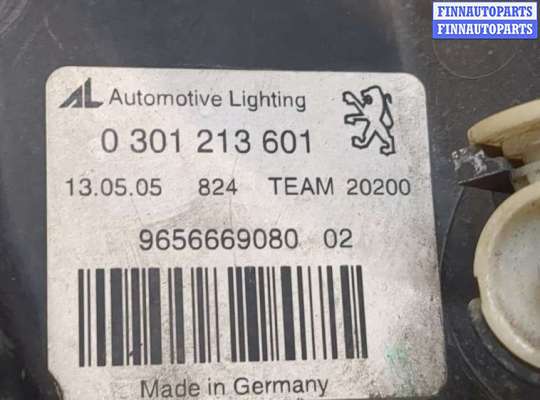 FINNAUTOPARTS
FINNAUTOPARTS
AL Automotive Lighting
0 301 213 601
13.05.05 824 TEAM 20200
9656669080 02
Made in Germany